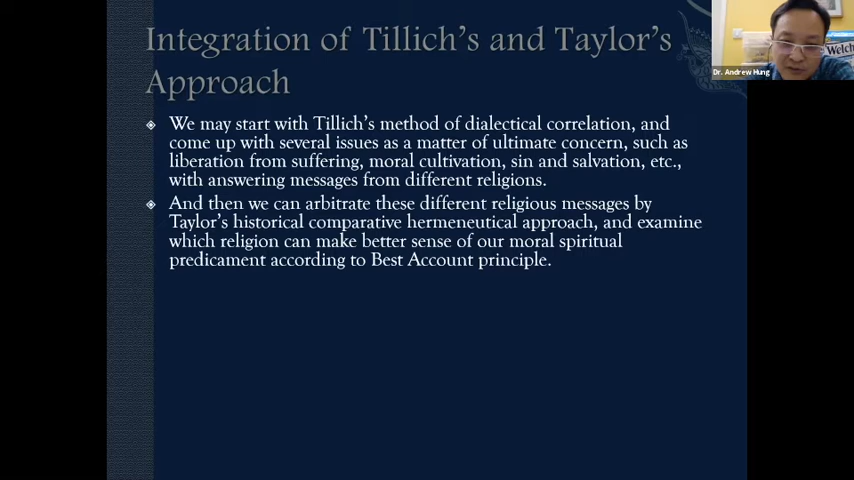 Integration of Tillich's and Taylor's
Approach
Dr. Andrew Hung
Welch
We may start with Tillich's method of dialectical correlation, and
come up with several issues as a matter of ultimate concern, such as
liberation from suffering, moral cultivation, sin and salvation, etc.,
with answering messages from different religions.
And then we can arbitrate these different religious messages by
Taylor's historical comparative hermeneutical approach, and examine
which religion can make better sense of our moral spiritual
predicament according to Best Account principle.